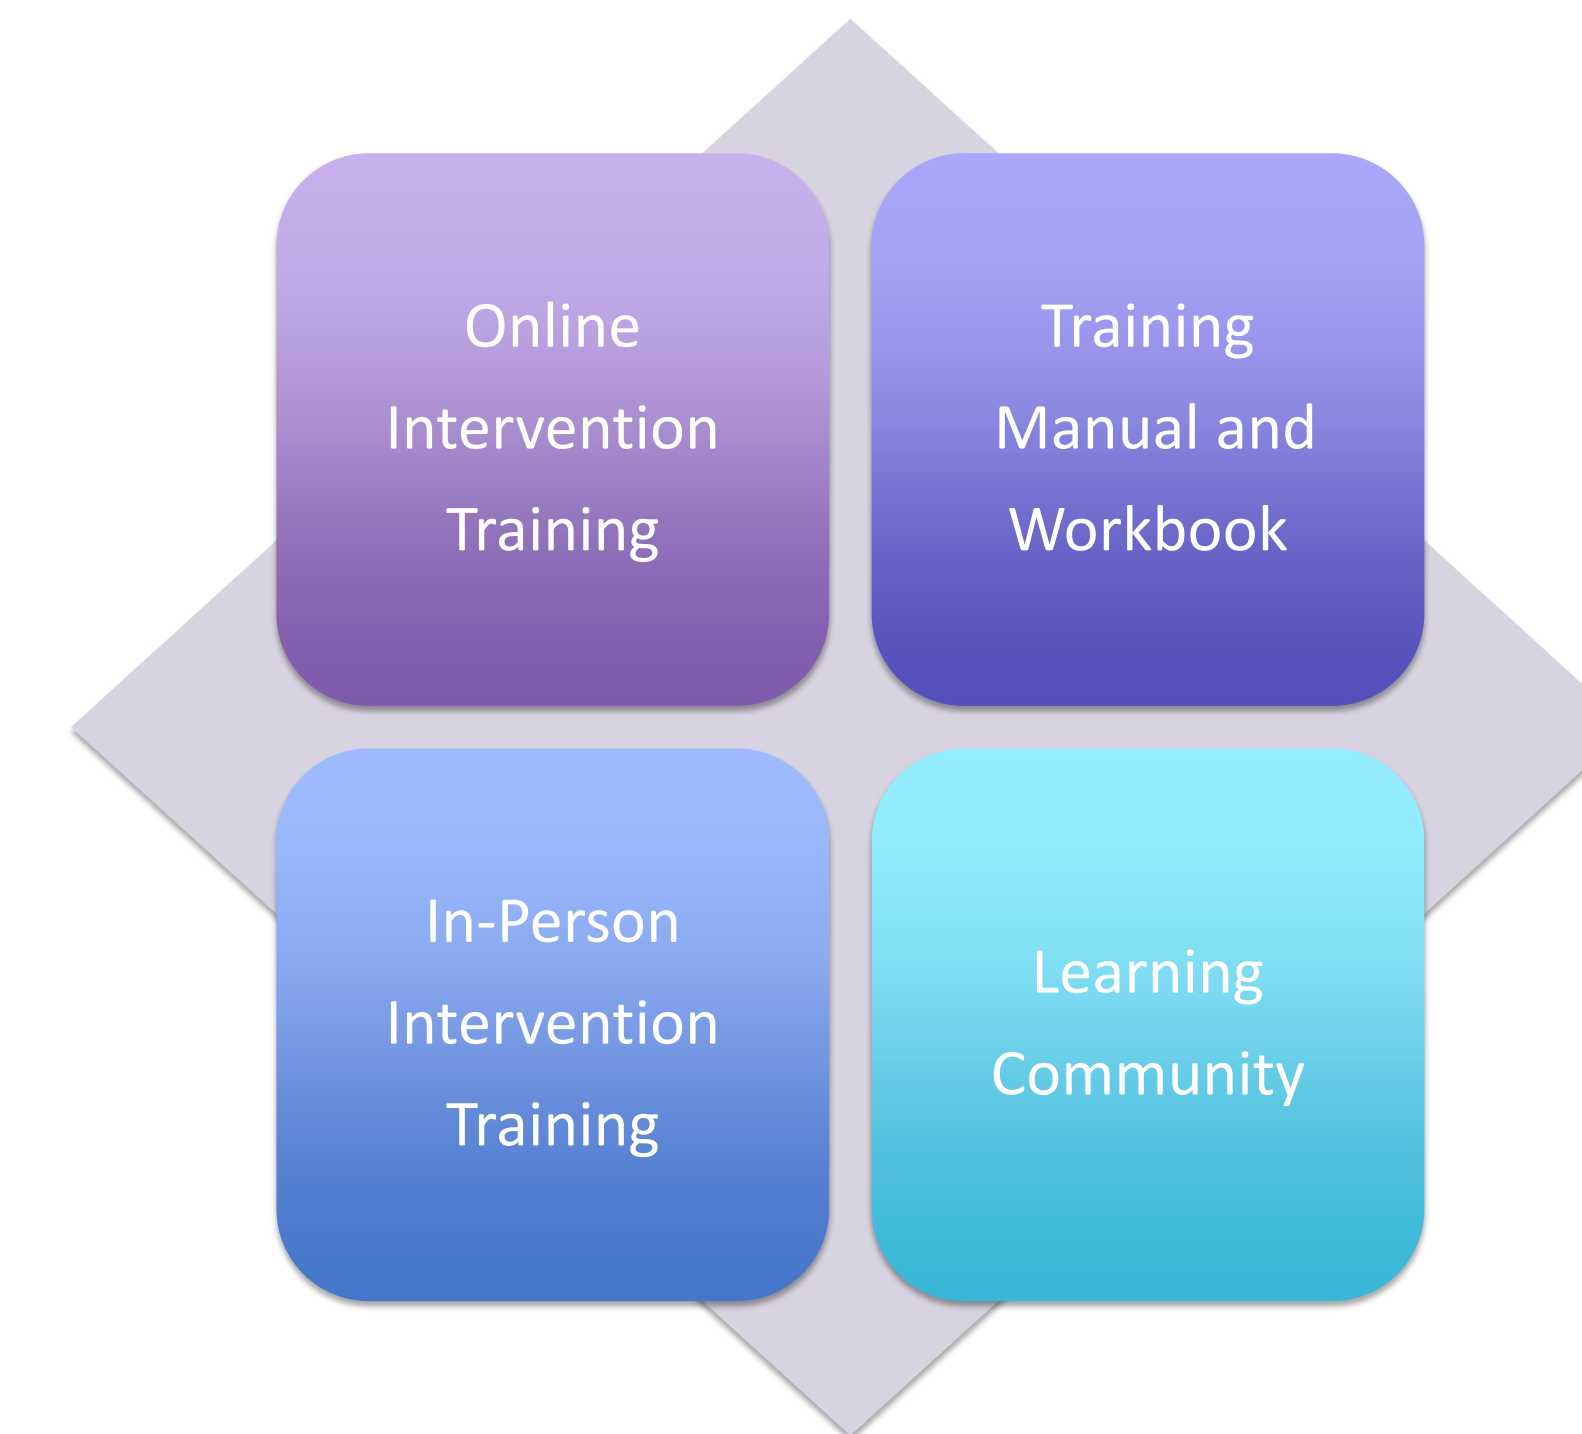 Online
Intervention
Training
Training
Manual and
Workbook
In-Person
Intervention
Training
Learning
Community